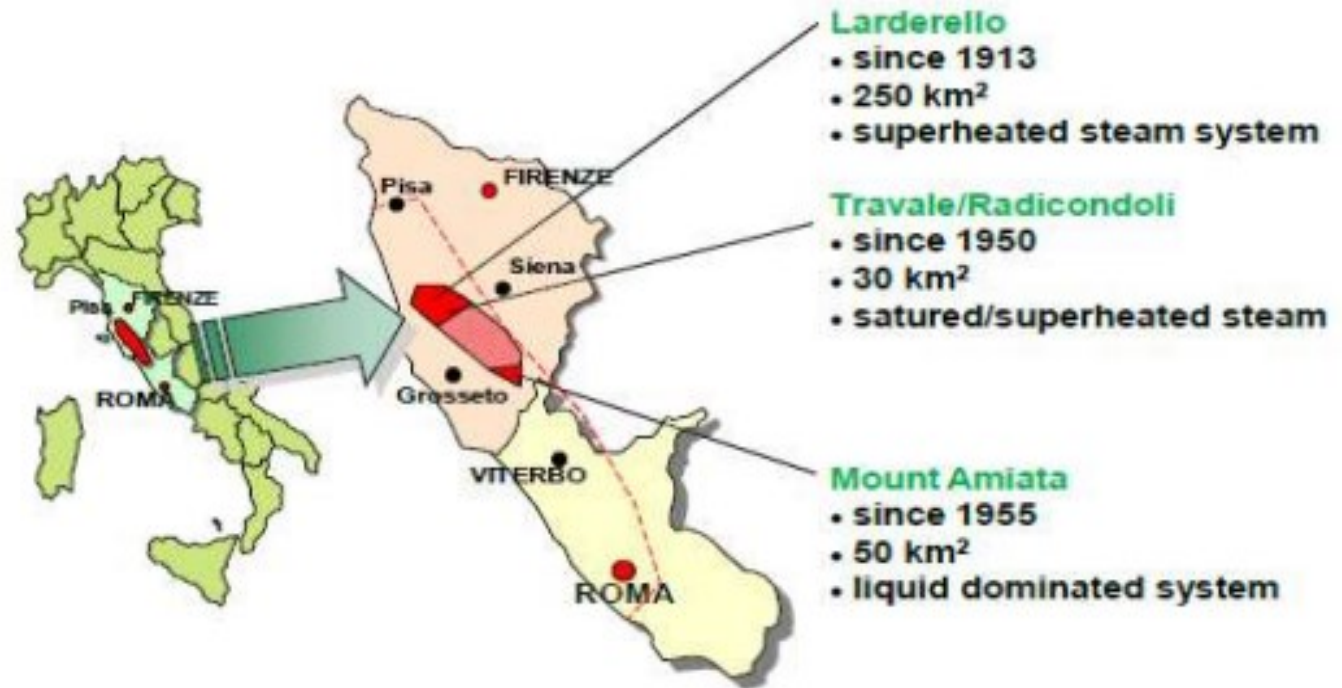 Larderello
• since 1913
• 250 km²
• superheated steam system
Travale/Radicondoli
• since 1950
• 30 km²
• satured/superheated steam
Mount Amiata
• since 1955
• 50 km²
• liquid dominated system
Pisa
FIRENZE
Siena
Grosseto
VITERBO
ROMA
Pisa
FIRENZE
ROMA